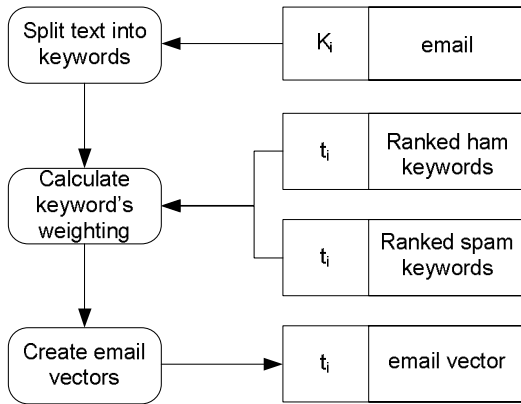 Split text into
keywords
Ki
email
ti
Ranked ham
keywords
Calculate
keyword's
weighting
ti
Ranked spam
keywords
Create email
vectors
ti
email vector